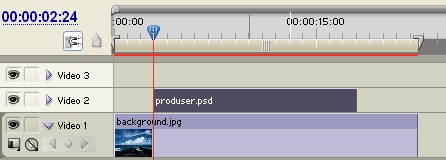 00:00:02:24
:00:00
00:00:15:00
Video 3
Video 2
produser.psd
Video 1
background.jpg